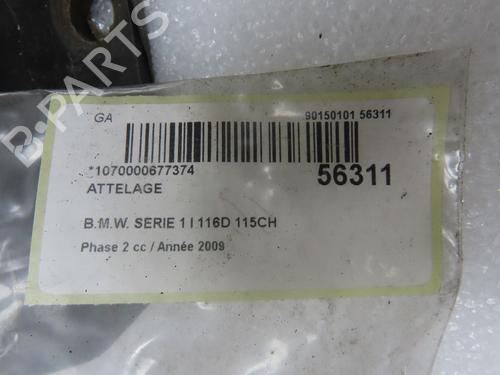 B-PARTS
GA 90150101 56311
*1070000677374 56311
ATTELAGE
B.M.W. SERIE 1 I 116D 115CH
Phase 2 cc / Année 2009